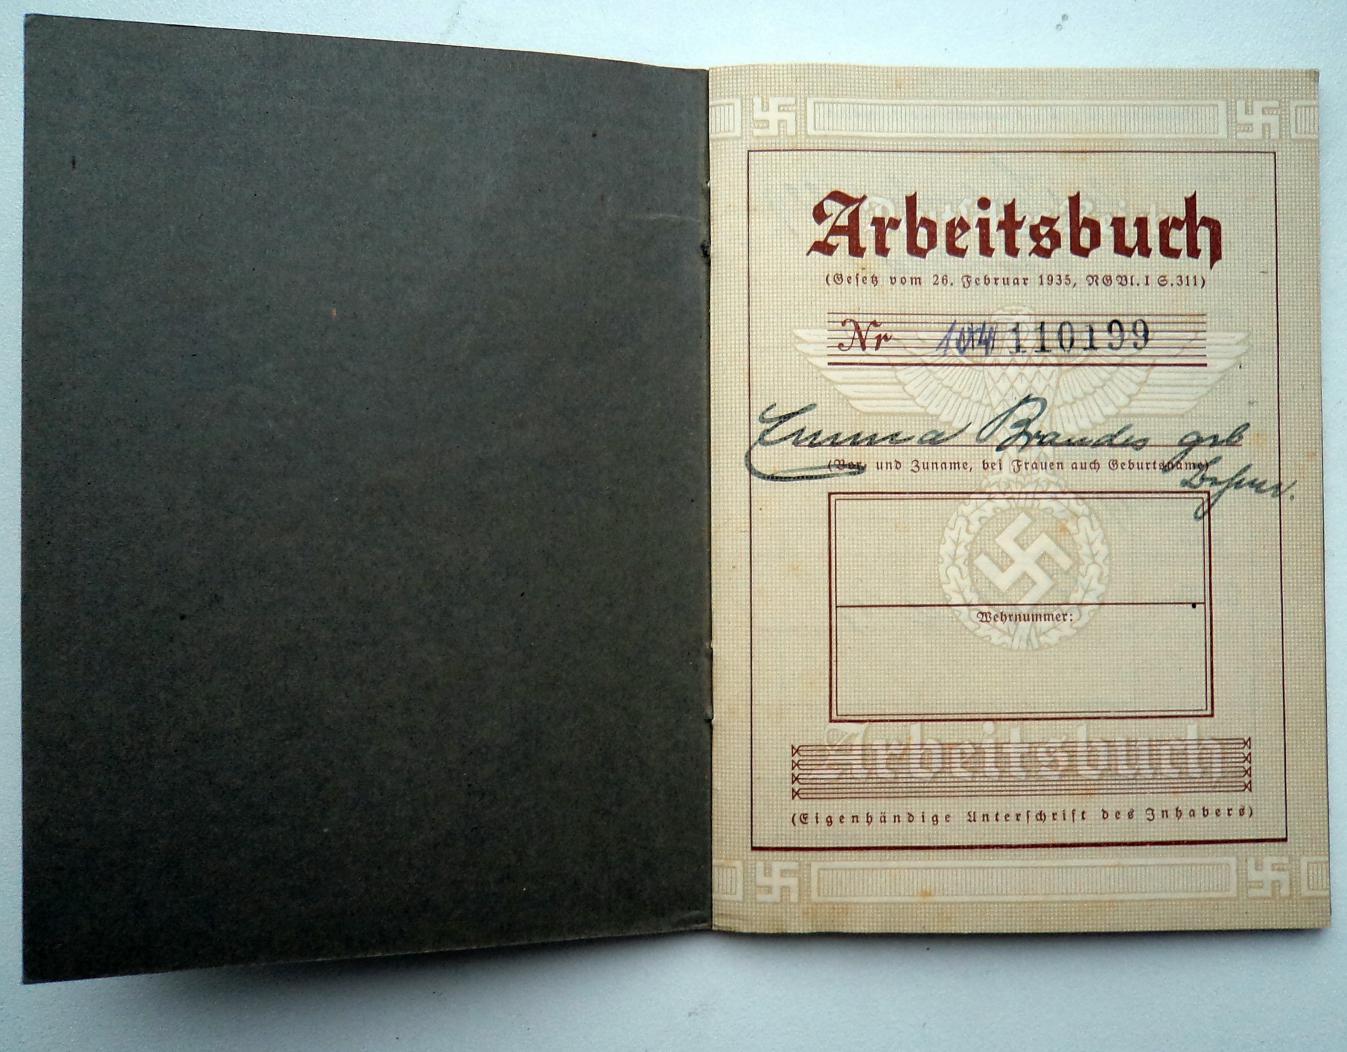 Arbeitsbuch
(Gesetz vom 26. Februar 1935, RGBl. I S. 311)
Nr 104 110199
Emma Brandes geb
(Vor- und Zuname, bei Frauen auch Geburtsname)
Wehrnummer:
Arbeitsbuch
(Eigenhändige Unterschrift des Inhabers)